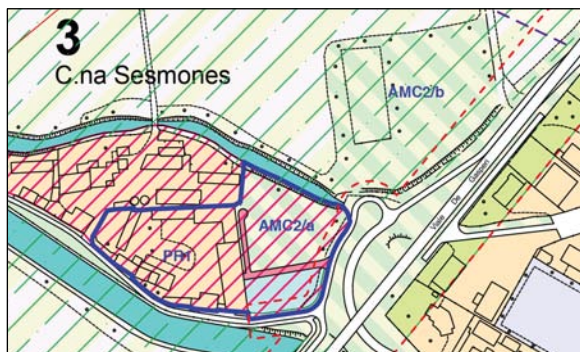 3
C.na Sesmones
AMC2/b
AMC2/a
PR1
Viale De Gasperi